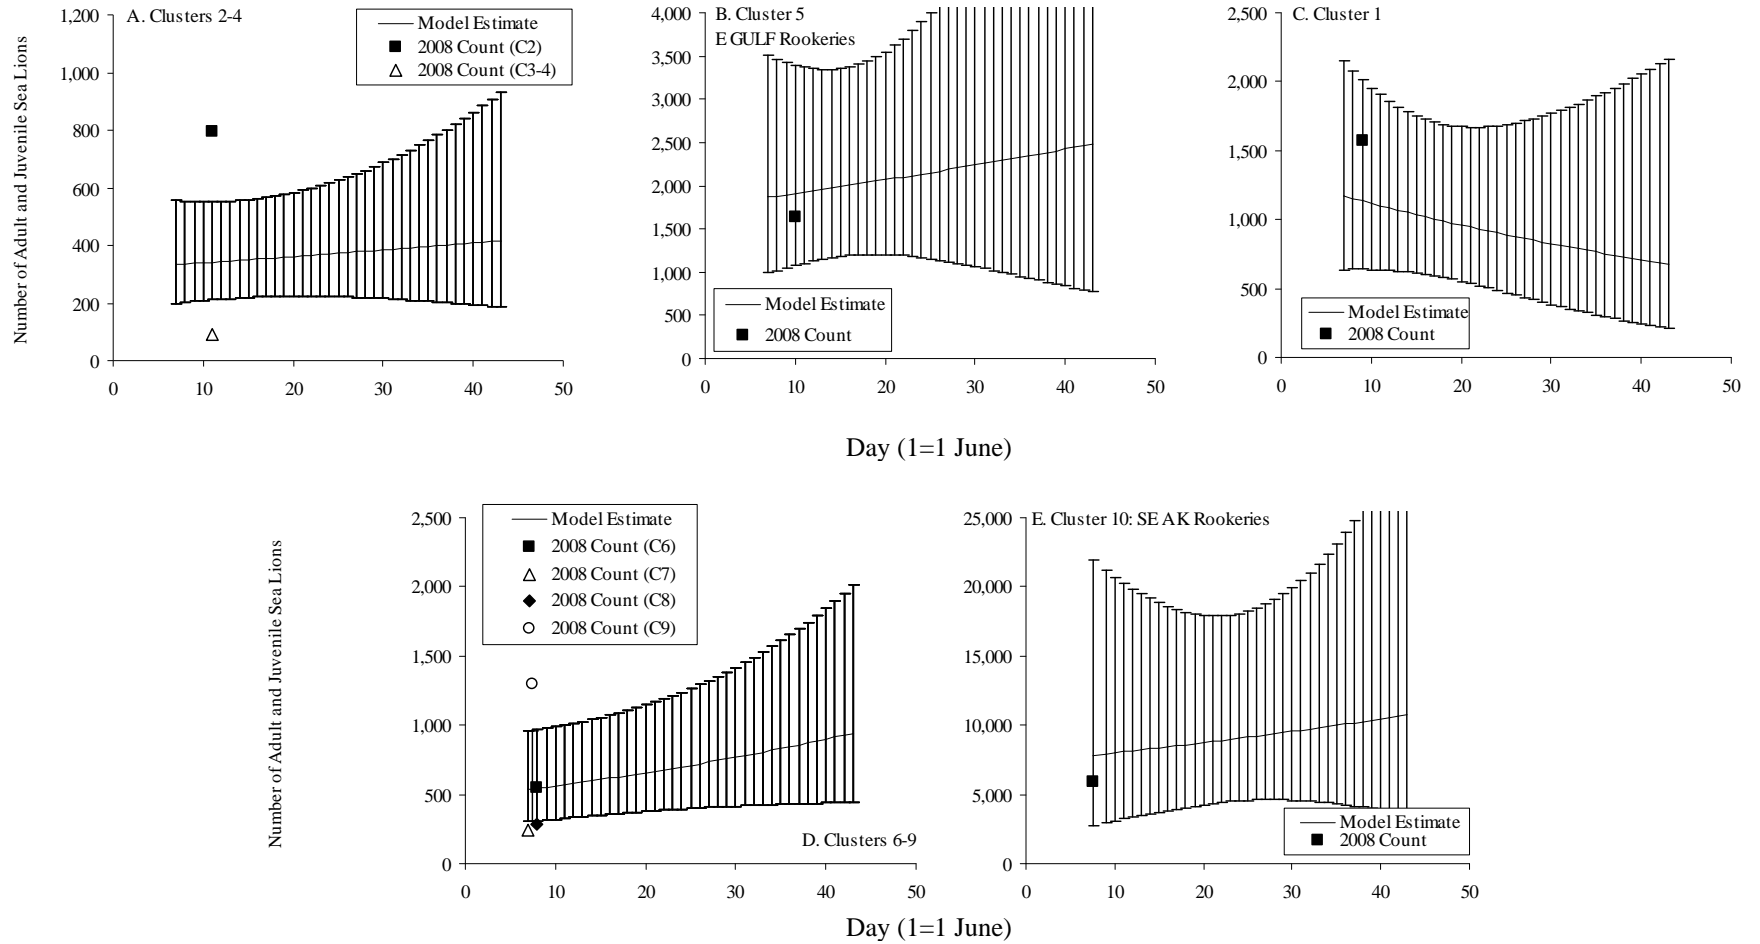 A. Clusters 2-4
Model Estimate
2008 Count (C2)
2008 Count (C3-4)
1,200
1,000
800
600
400
200
0
0 10 20 30 40 50
Number of Adult and Juvenile Sea Lions
B. Cluster 5
E GULF Rookeries
4,000
3,500
3,000
2,500
2,000
1,500
1,000
500
0
Model Estimate
2008 Count
0 10 20 30 40 50
C. Cluster 1
2,500
2,000
1,500
1,000
500
0
Model Estimate
2008 Count
0 10 20 30 40 50
Day (1=1 June)
Number of Adult and Juvenile Sea Lions
2,500
2,000
1,500
1,000
500
0
Model Estimate
2008 Count (C6)
2008 Count (C7)
2008 Count (C8)
2008 Count (C9)
D. Clusters 6-9
0 10 20 30 40 50
E. Cluster 10: SE AK Rookeries
25,000
20,000
15,000
10,000
5,000
0
Model Estimate
2008 Count
0 10 20 30 40 50
Day (1=1 June)